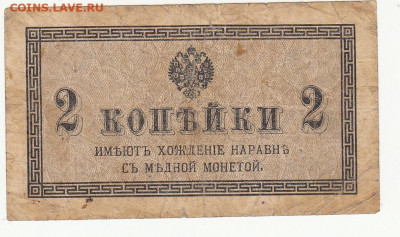 COINS.LAVE.RU
2 КОПѢЙКИ 2
ИМѢЮТЪ ХОЖДЕНІЕ НАРАВНѢ
СЪ МѢДНОЙ МОНЕТОЙ.